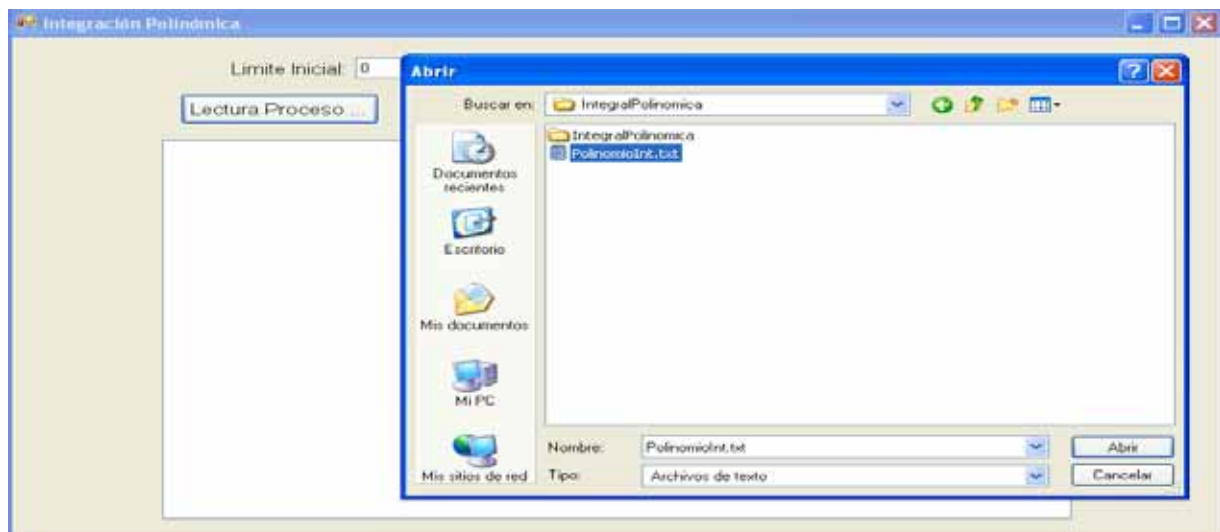 Integración Polinómica
Limite Inicial: 0
Lectura Proceso ...
Abrir
Buscar en:
IntegralPolinomica
IntegralPolinomica
PolinomioInt.txt
Documentos
recientes
Escritorio
Mis documentos
Mi PC
Mis sitios de red
Nombre:
PolinomioInt.txt
Abrir
Tipo:
Archivos de texto
Cancelar